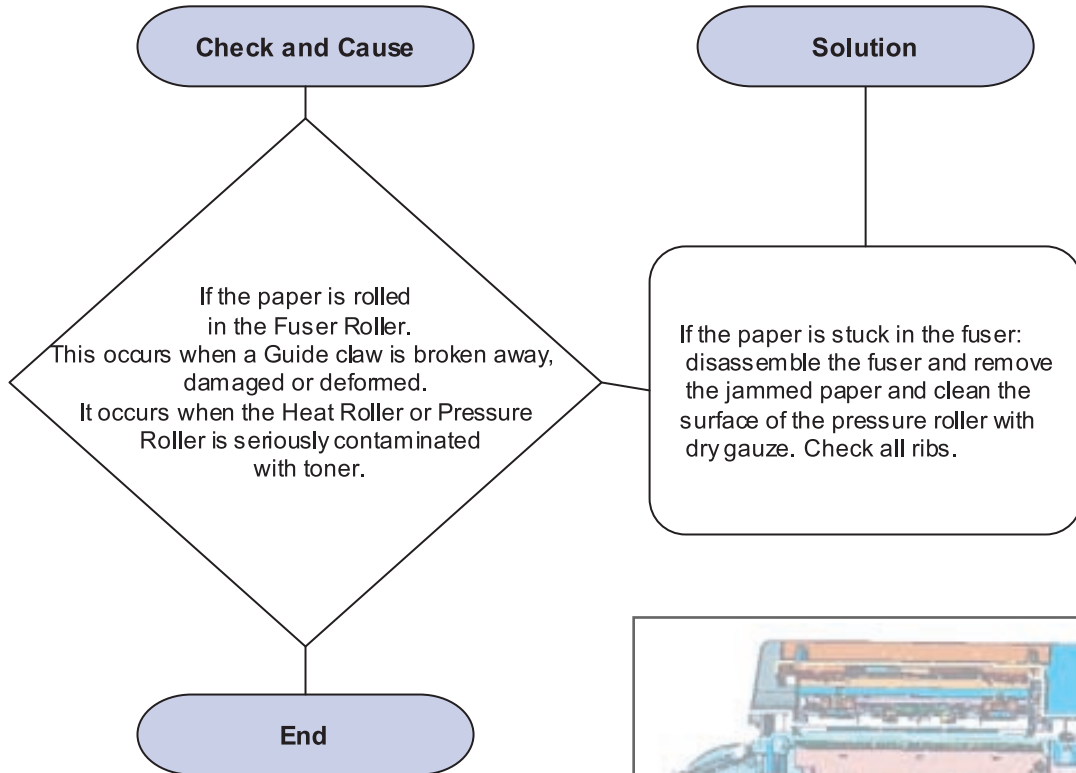 Check and Cause
Solution
If the paper is rolled
in the Fuser Roller.
This occurs when a Guide claw is broken away,
damaged or deformed.
It occurs when the Heat Roller or Pressure
Roller is seriously contaminated
with toner.
If the paper is stuck in the fuser:
disassemble the fuser and remove
the jammed paper and clean the
surface of the pressure roller with
dry gauze. Check all ribs.
End